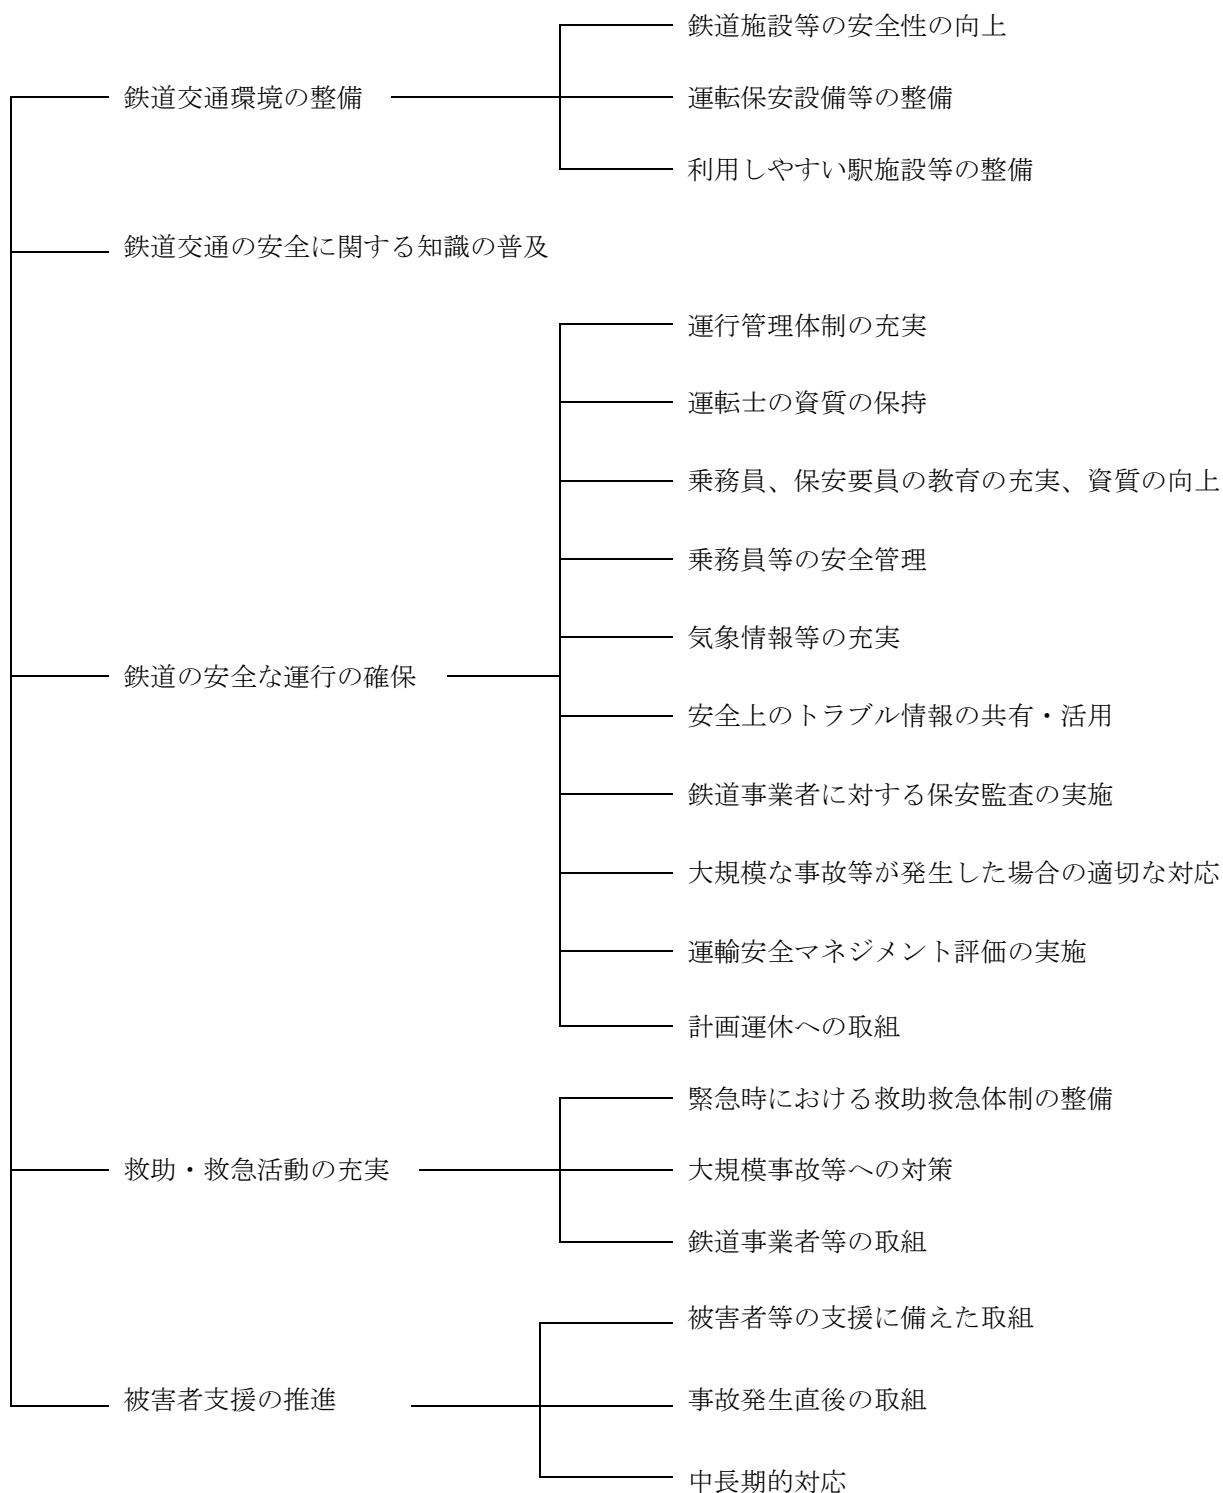 鉄道交通環境の整備
鉄道施設等の安全性の向上
運転保安設備等の整備
利用しやすい駅施設等の整備
鉄道交通の安全に関する知識の普及
鉄道の安全な運行の確保
運行管理体制の充実
運転士の資質の保持
乗務員、保安要員の教育の充実、資質の向上
乗務員等の安全管理
気象情報等の充実
安全上のトラブル情報の共有・活用
鉄道事業者に対する保安監査の実施
大規模な事故等が発生した場合の適切な対応
運輸安全マネジメント評価の実施
計画運休への取組
救助・救急活動の充実
緊急時における救助救急体制の整備
大規模事故等への対策
鉄道事業者等の取組
被害者支援の推進
被害者等の支援に備えた取組
事故発生直後の取組
中長期的対応